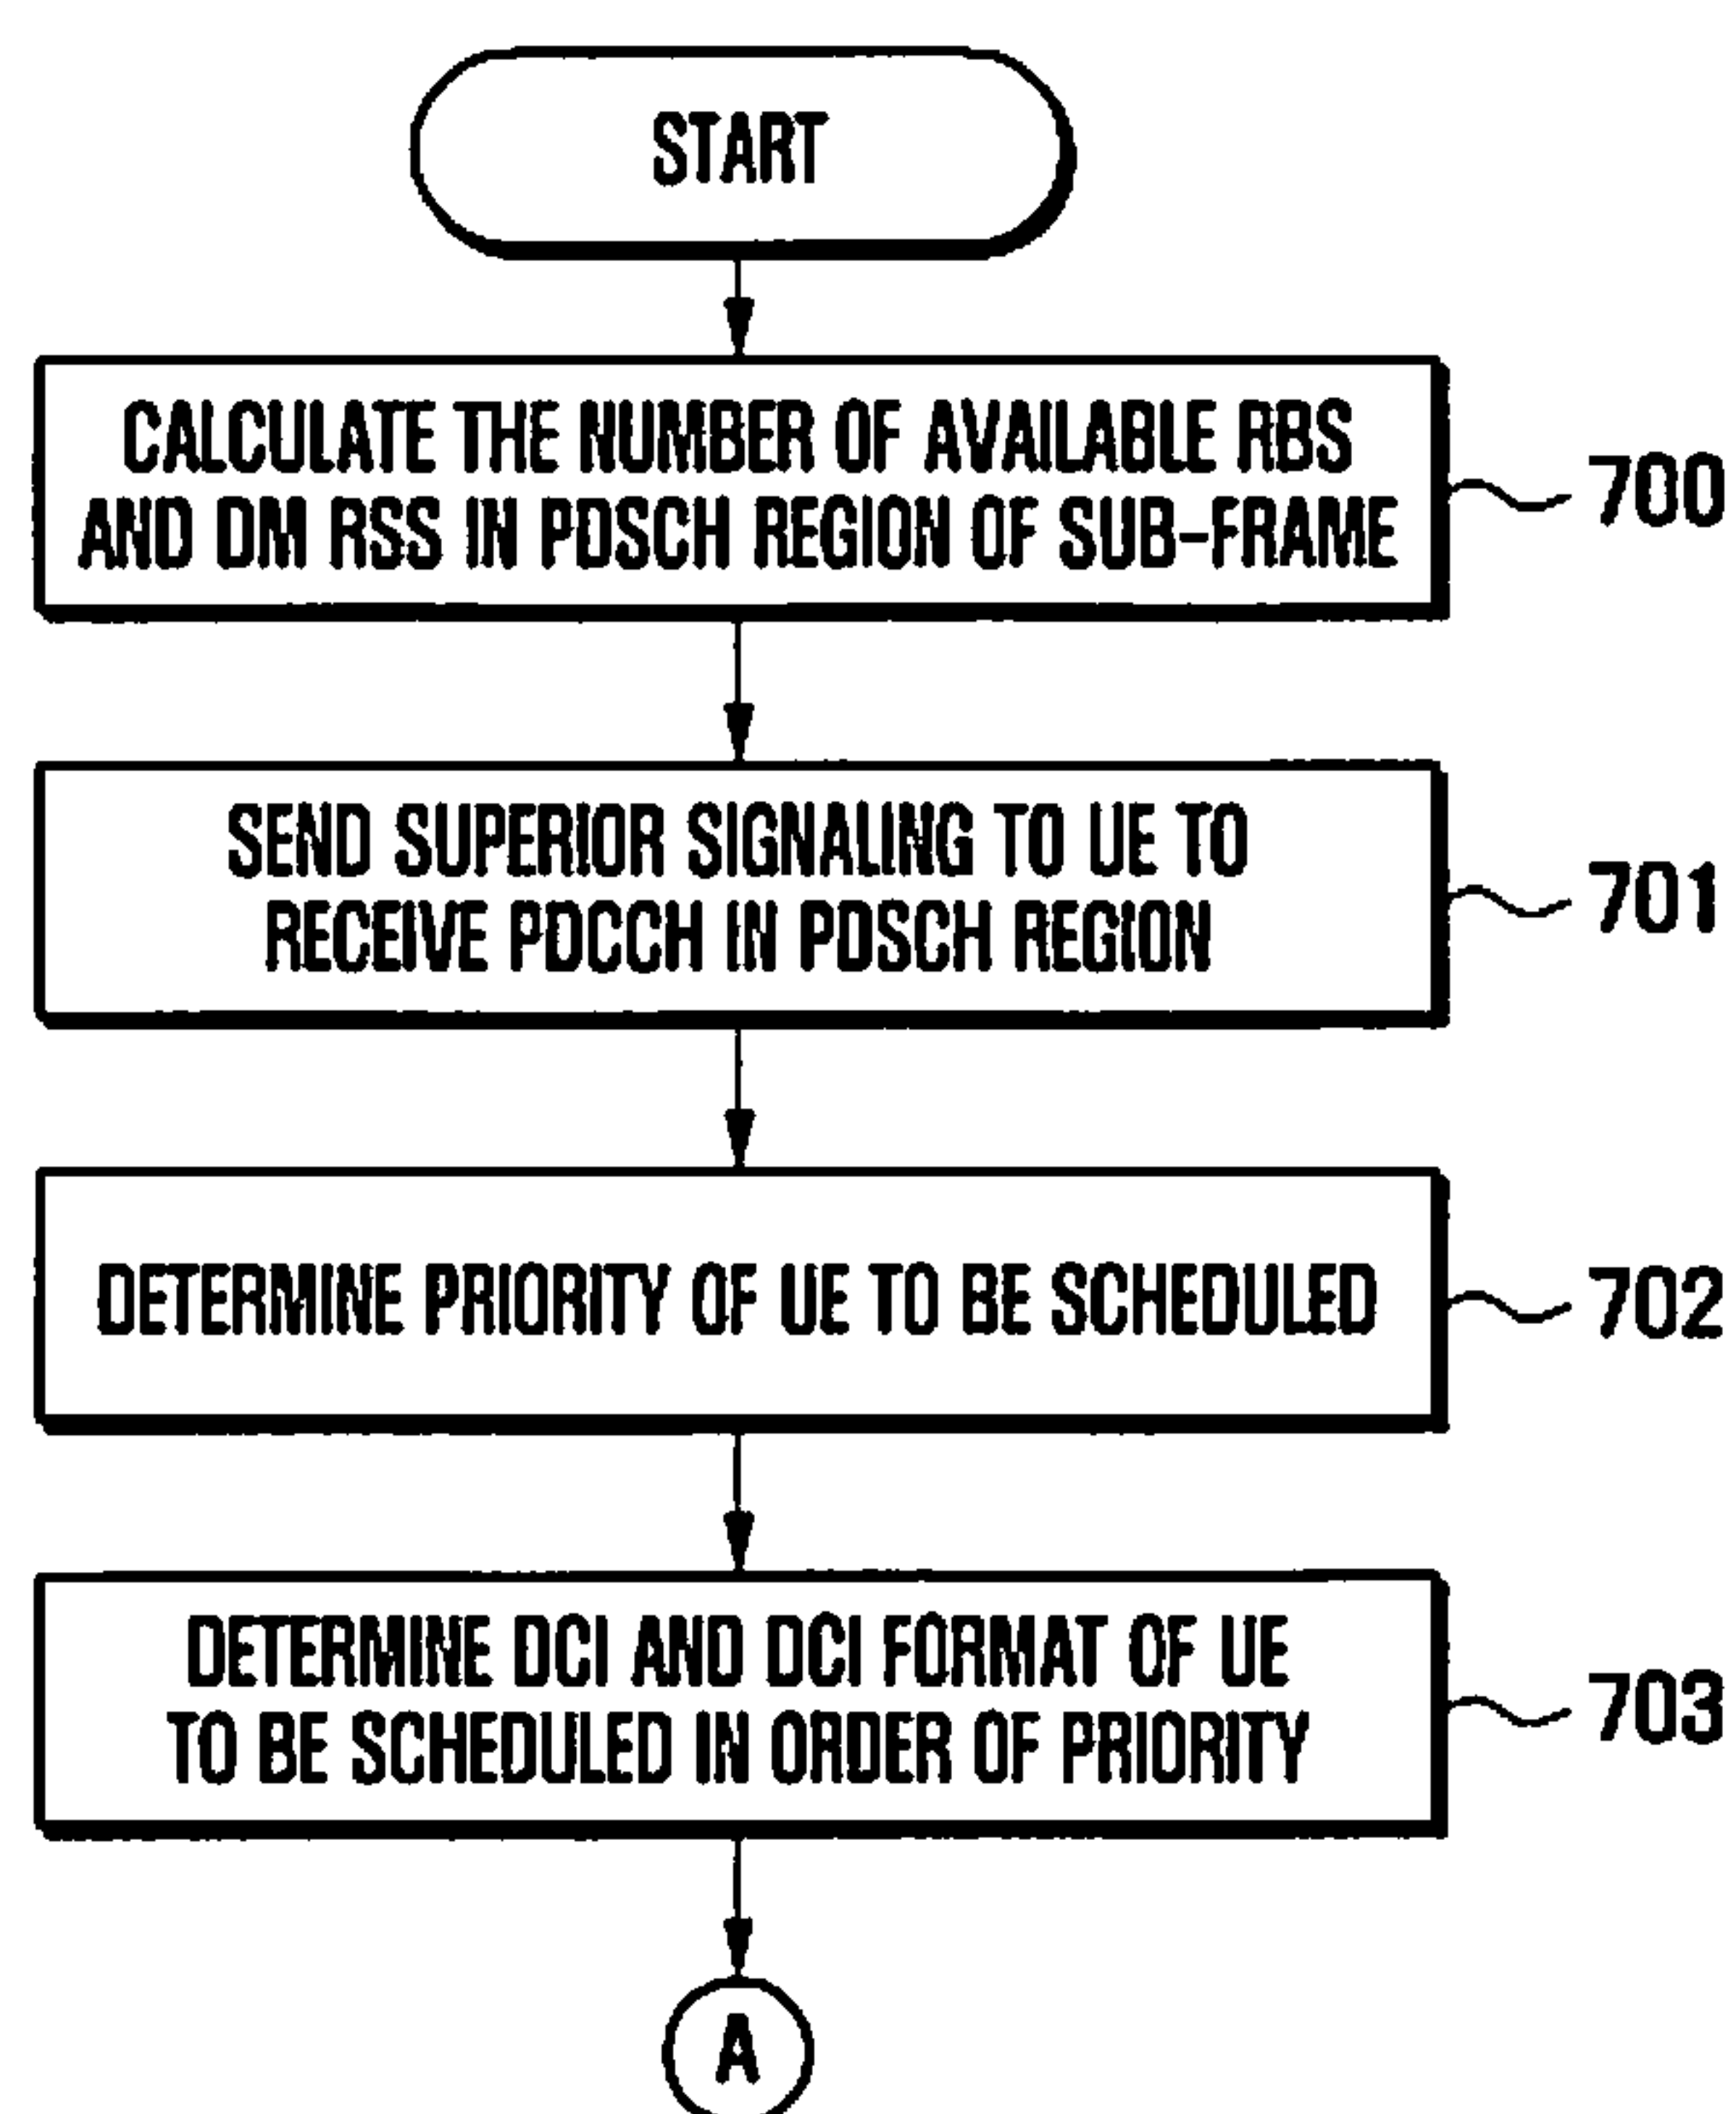 START
CALCULATE THE NUMBER OF AVAILABLE RBS
AND DM RSS IN PDSCH REGION OF SUB-FRAME
700
SEND SUPERIOR SIGNALING TO UE TO
RECEIVE PDCCH IN PDSCH REGION
701
DETERMINE PRIORITY OF UE TO BE SCHEDULED
702
DETERMINE DCI AND DCI FORMAT OF UE
TO BE SCHEDULED IN ORDER OF PRIORITY
703
A